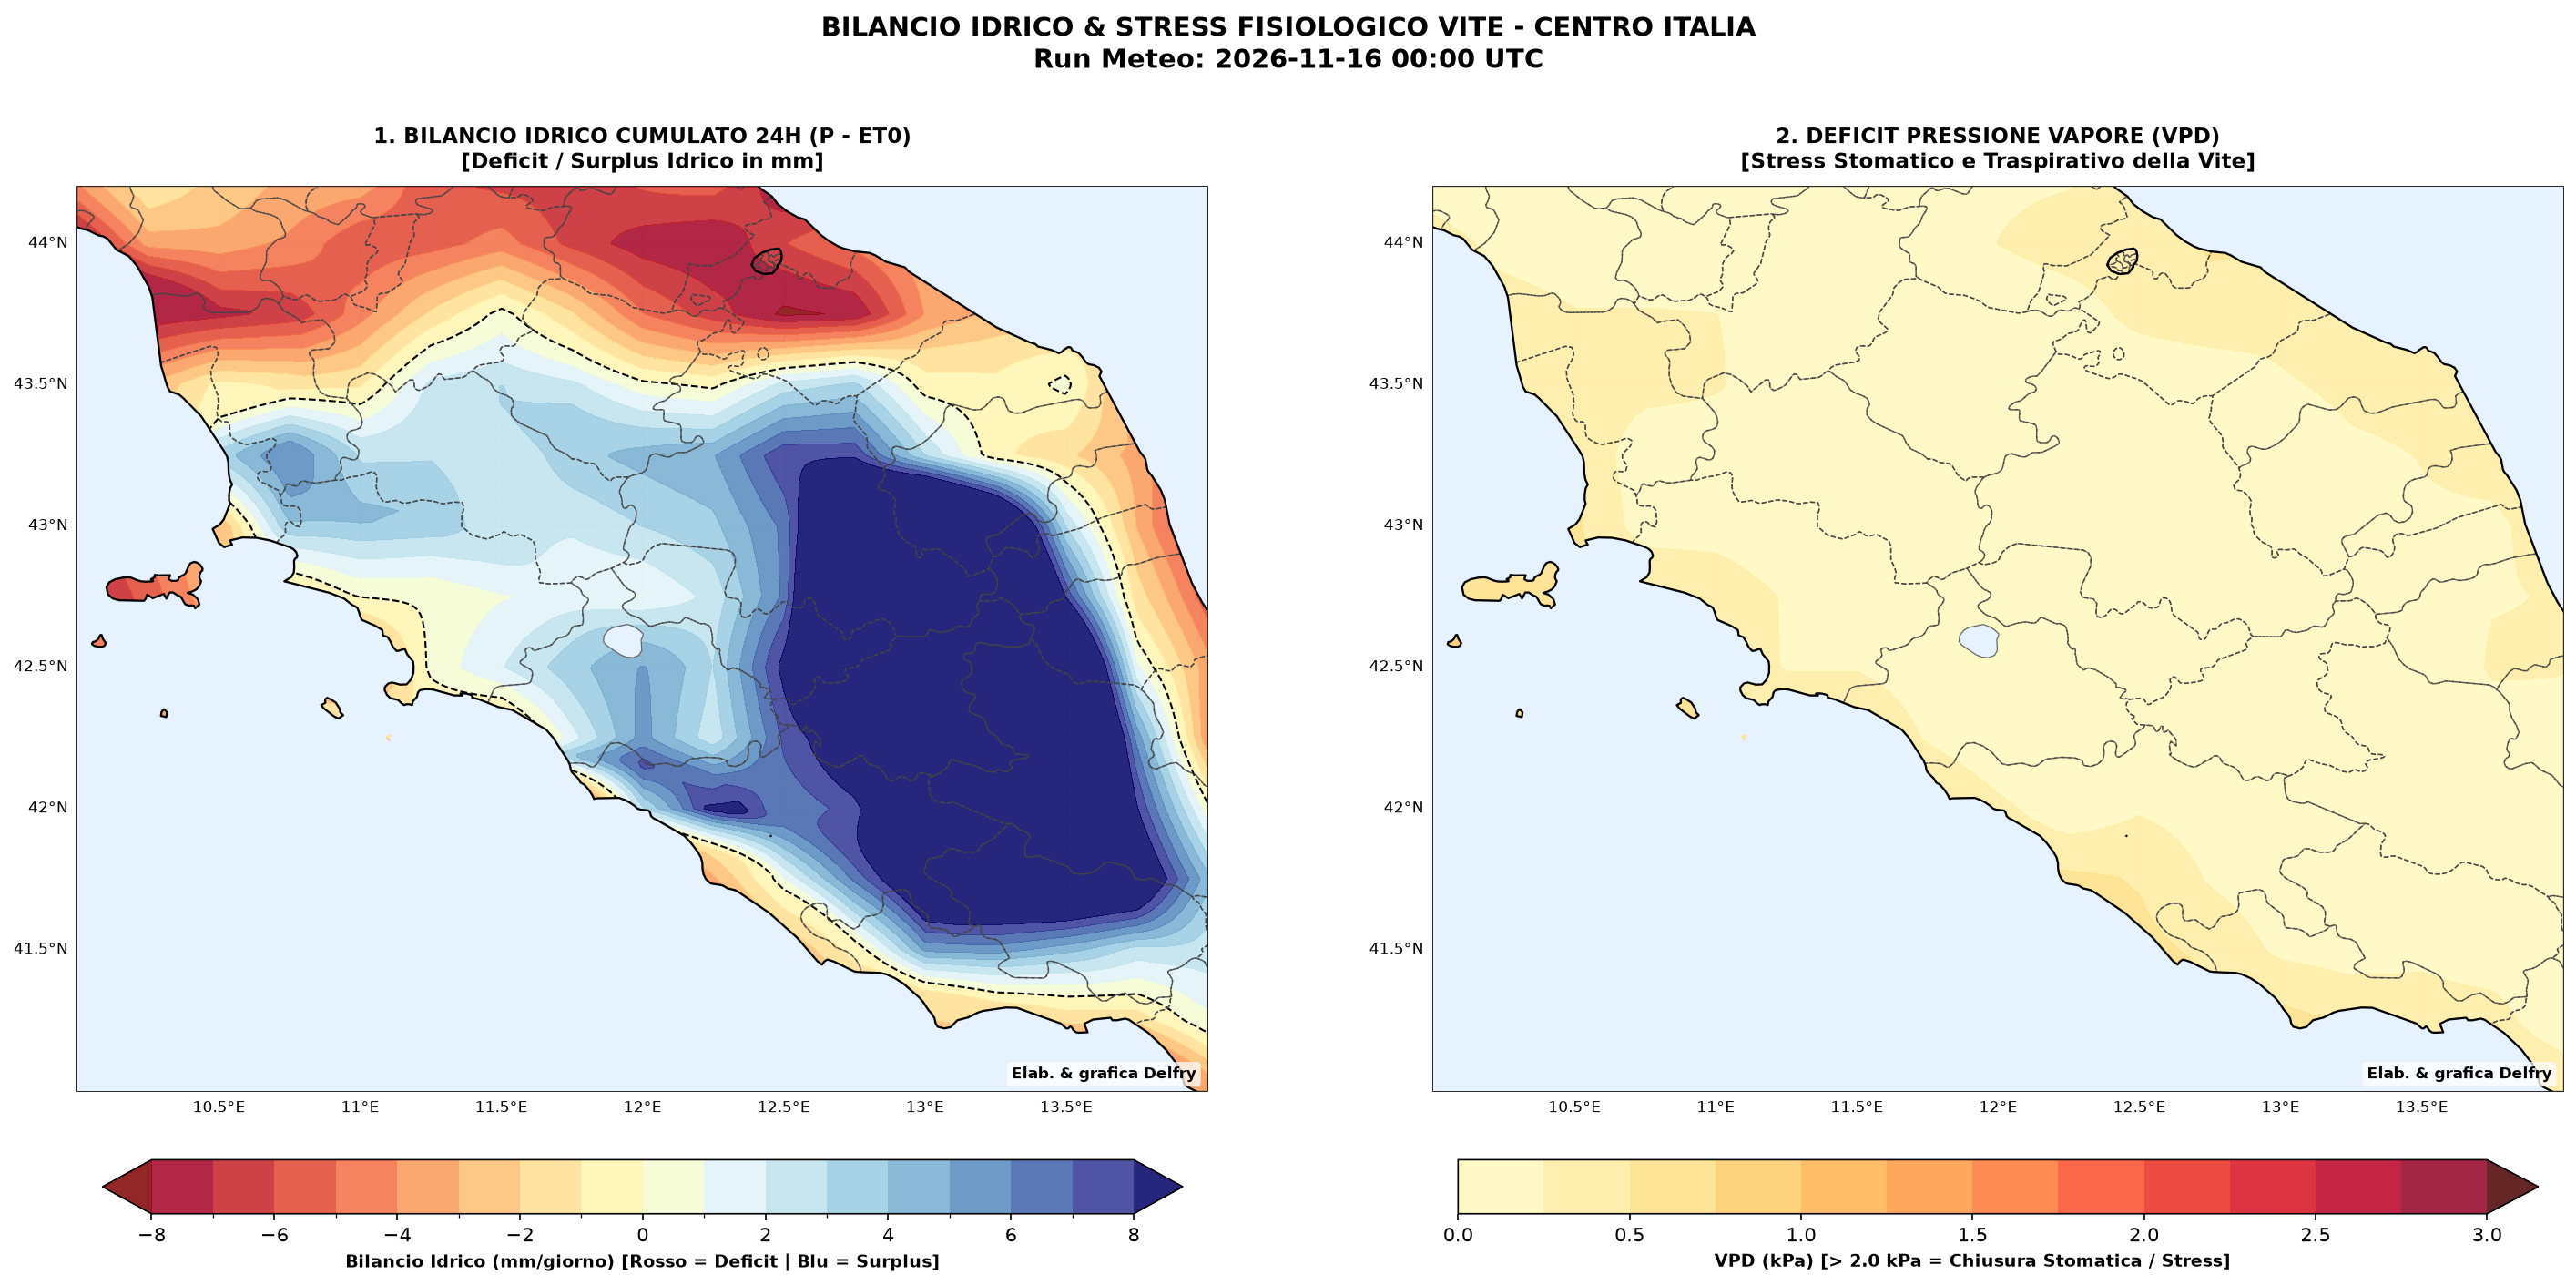 BILANCIO IDRICO & STRESS FISIOLOGICO VITE - CENTRO ITALIA
Run Meteo: 2026-11-16 00:00 UTC
1. BILANCIO IDRICO CUMULATO 24H (P - ET0)
[Deficit / Surplus Idrico in mm]
44°N
43.5°N
43°N
42.5°N
42°N
41.5°N
10.5°E 11°E 11.5°E 12°E 12.5°E 13°E 13.5°E
Elab. & grafica Delfry
−8 −6 −4 −2 0 2 4 6 8
Bilancio Idrico (mm/giorno) [Rosso = Deficit | Blu = Surplus]
2. DEFICIT PRESSIONE VAPORE (VPD)
[Stress Stomatico e Traspirativo della Vite]
44°N
43.5°N
43°N
42.5°N
42°N
41.5°N
10.5°E 11°E 11.5°E 12°E 12.5°E 13°E 13.5°E
Elab. & grafica Delfry
0.0 0.5 1.0 1.5 2.0 2.5 3.0
VPD (kPa) [> 2.0 kPa = Chiusura Stomatica / Stress]